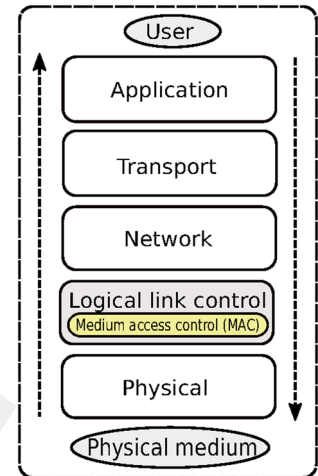 User
Application
Transport
Network
Logical link control
Medium access control (MAC)
Physical
Physical medium